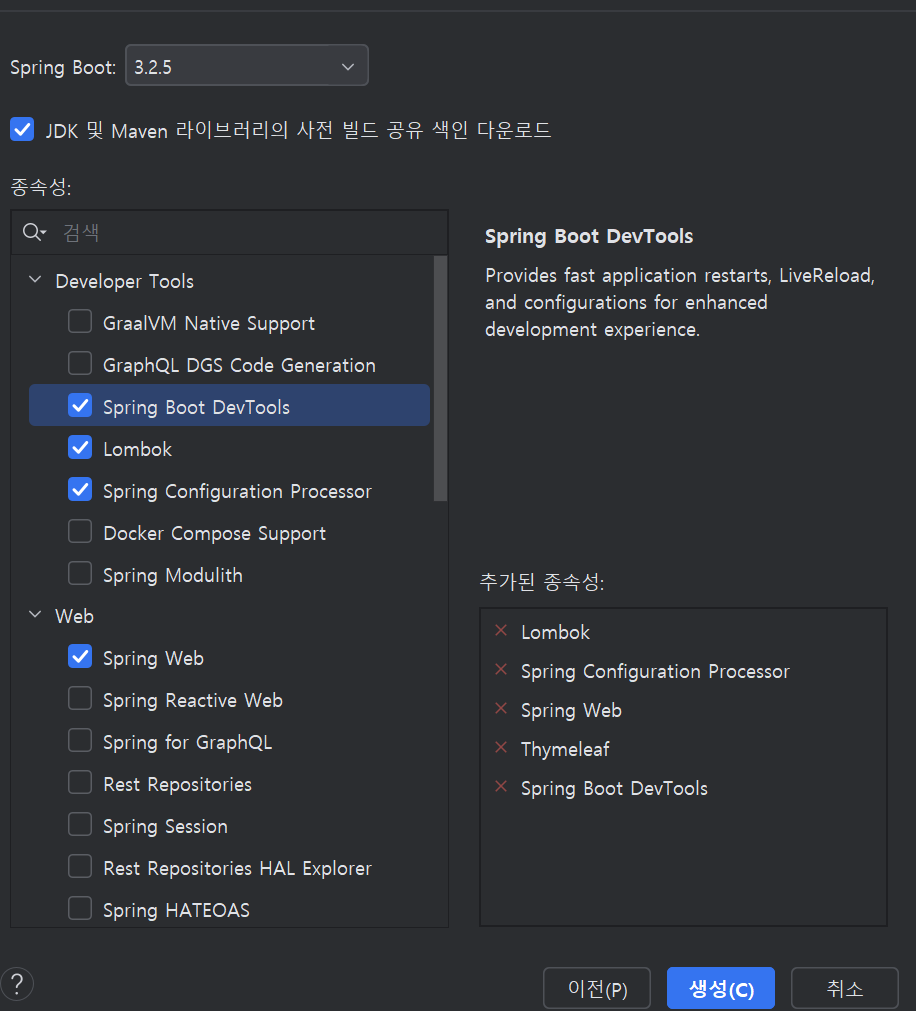 Spring Boot: 3.2.5
JDK 및 Maven 라이브러리의 사전 빌드 공유 색인 다운로드
종속성:
검색
Developer Tools
GraalVM Native Support
GraphQL DGS Code Generation
Spring Boot DevTools
Lombok
Spring Configuration Processor
Docker Compose Support
Spring Modulith
Web
Spring Web
Spring Reactive Web
Spring for GraphQL
Rest Repositories
Spring Session
Rest Repositories HAL Explorer
Spring HATEOAS
Spring Boot DevTools
Provides fast application restarts, LiveReload,
and configurations for enhanced
development experience.
추가된 종속성:
Lombok
Spring Configuration Processor
Spring Web
Thymeleaf
Spring Boot DevTools
?
이전(P)
생성(C)
취소